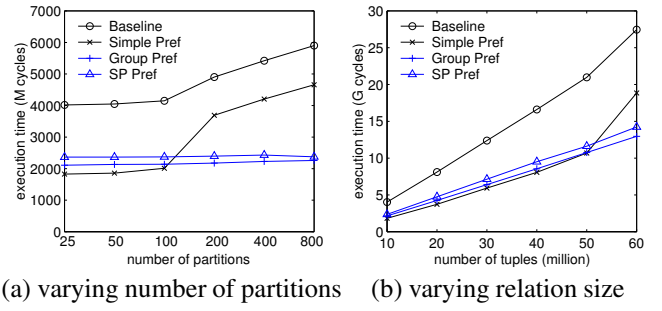 7000
6000
5000
4000
3000
2000
1000
0
execution time (M cycles)
Baseline
Simple Pref
Group Pref
SP Pref
25 50 100 200 400 800
number of partitions
(a) varying number of partitions
30
25
20
15
10
5
0
execution time (G cycles)
Baseline
Simple Pref
Group Pref
SP Pref
10 20 30 40 50 60
number of tuples (million)
(b) varying relation size